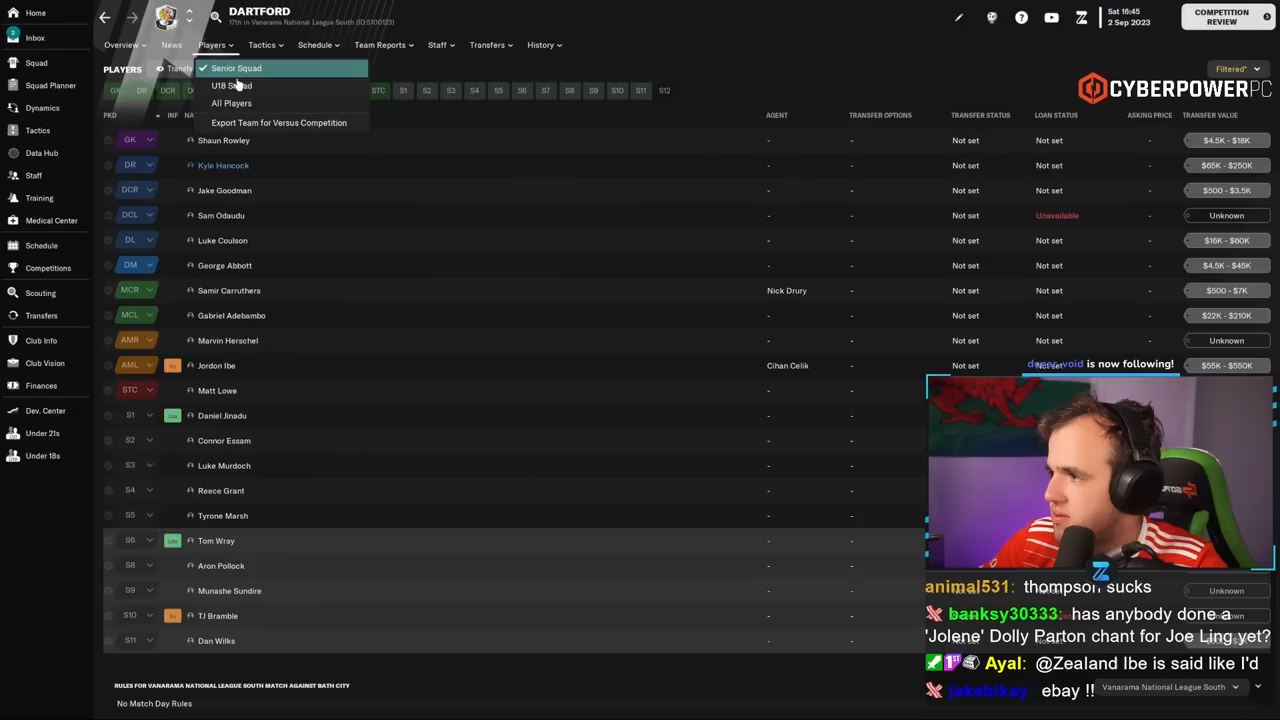 Home
Inbox
2
Squad
Squad Planner
Dynamics
Tactics
Data Hub
Staff
Training
Medical Center
Schedule
Competitions
Scouting
Transfers
Club Info
Club Vision
Finances
Dev. Center
Under 21s
Under 18s
DARTFORD
17th in Vanarama National League South (ID:5100123)
Sat 16:45
2 Sep 2023
COMPETITION
REVIEW
Overview
News
Players
Tactics
Schedule
Team Reports
Staff
Transfers
History
PLAYERS
Filtered*
Senior Squad
U18 Squad
All Players
Export Team for Versus Competition
GK DR DCR STC S1 S2 S3 S4 S5 S6 S7 S8 S9 S10 S11 S12
CYBERPOWERPC
PKD INF AGENT TRANSFER OPTIONS TRANSFER STATUS LOAN STATUS ASKING PRICE TRANSFER VALUE
GK Shaun Rowley - - Not set Not set - $4.5K - $18K
DR Kyle Hancock - - Not set Not set - $65K - $250K
DCR Jake Goodman - - Not set Not set - $500 - $3.5K
DCL Sam Odaudu - - Not set Unavailable - Unknown
DL Luke Coulson - - Not set Not set - $16K - $60K
DM George Abbott - - Not set Not set - $4.5K - $45K
MCR Samir Carruthers Nick Drury - Not set Not set - $500 - $7K
MCL Gabriel Adebambo - - Not set Not set - $22K - $210K
AMR Marvin Herschel - - Not set Not set - Unknown
AML Inj Jordon Ibe Cihan Celik - Not set $55K - $550K
is now following!
STC Matt Lowe - -
S1 Loa Daniel Jinadu - -
S2 Connor Essam - -
S3 Luke Murdoch - -
S4 Reece Grant - -
S5 Tyrone Marsh - -
S6 Loa Tom Wray - -
S8 Aron Pollock - -
S9 Munashe Sundire - - Unknown
S10 TJ Bramble - -
S11 Dan Wilks - -
animal531: thompson sucks
banksy30333: has anybody done a
'Jolene' Dolly Parton chant for Joe Ling yet?
Ayal: @Zealand Ibe is said like I'd
jakebikay: ebay !!
Vanarama National League South
RULES FOR VANARAMA NATIONAL LEAGUE SOUTH MATCH AGAINST BATH CITY
No Match Day Rules